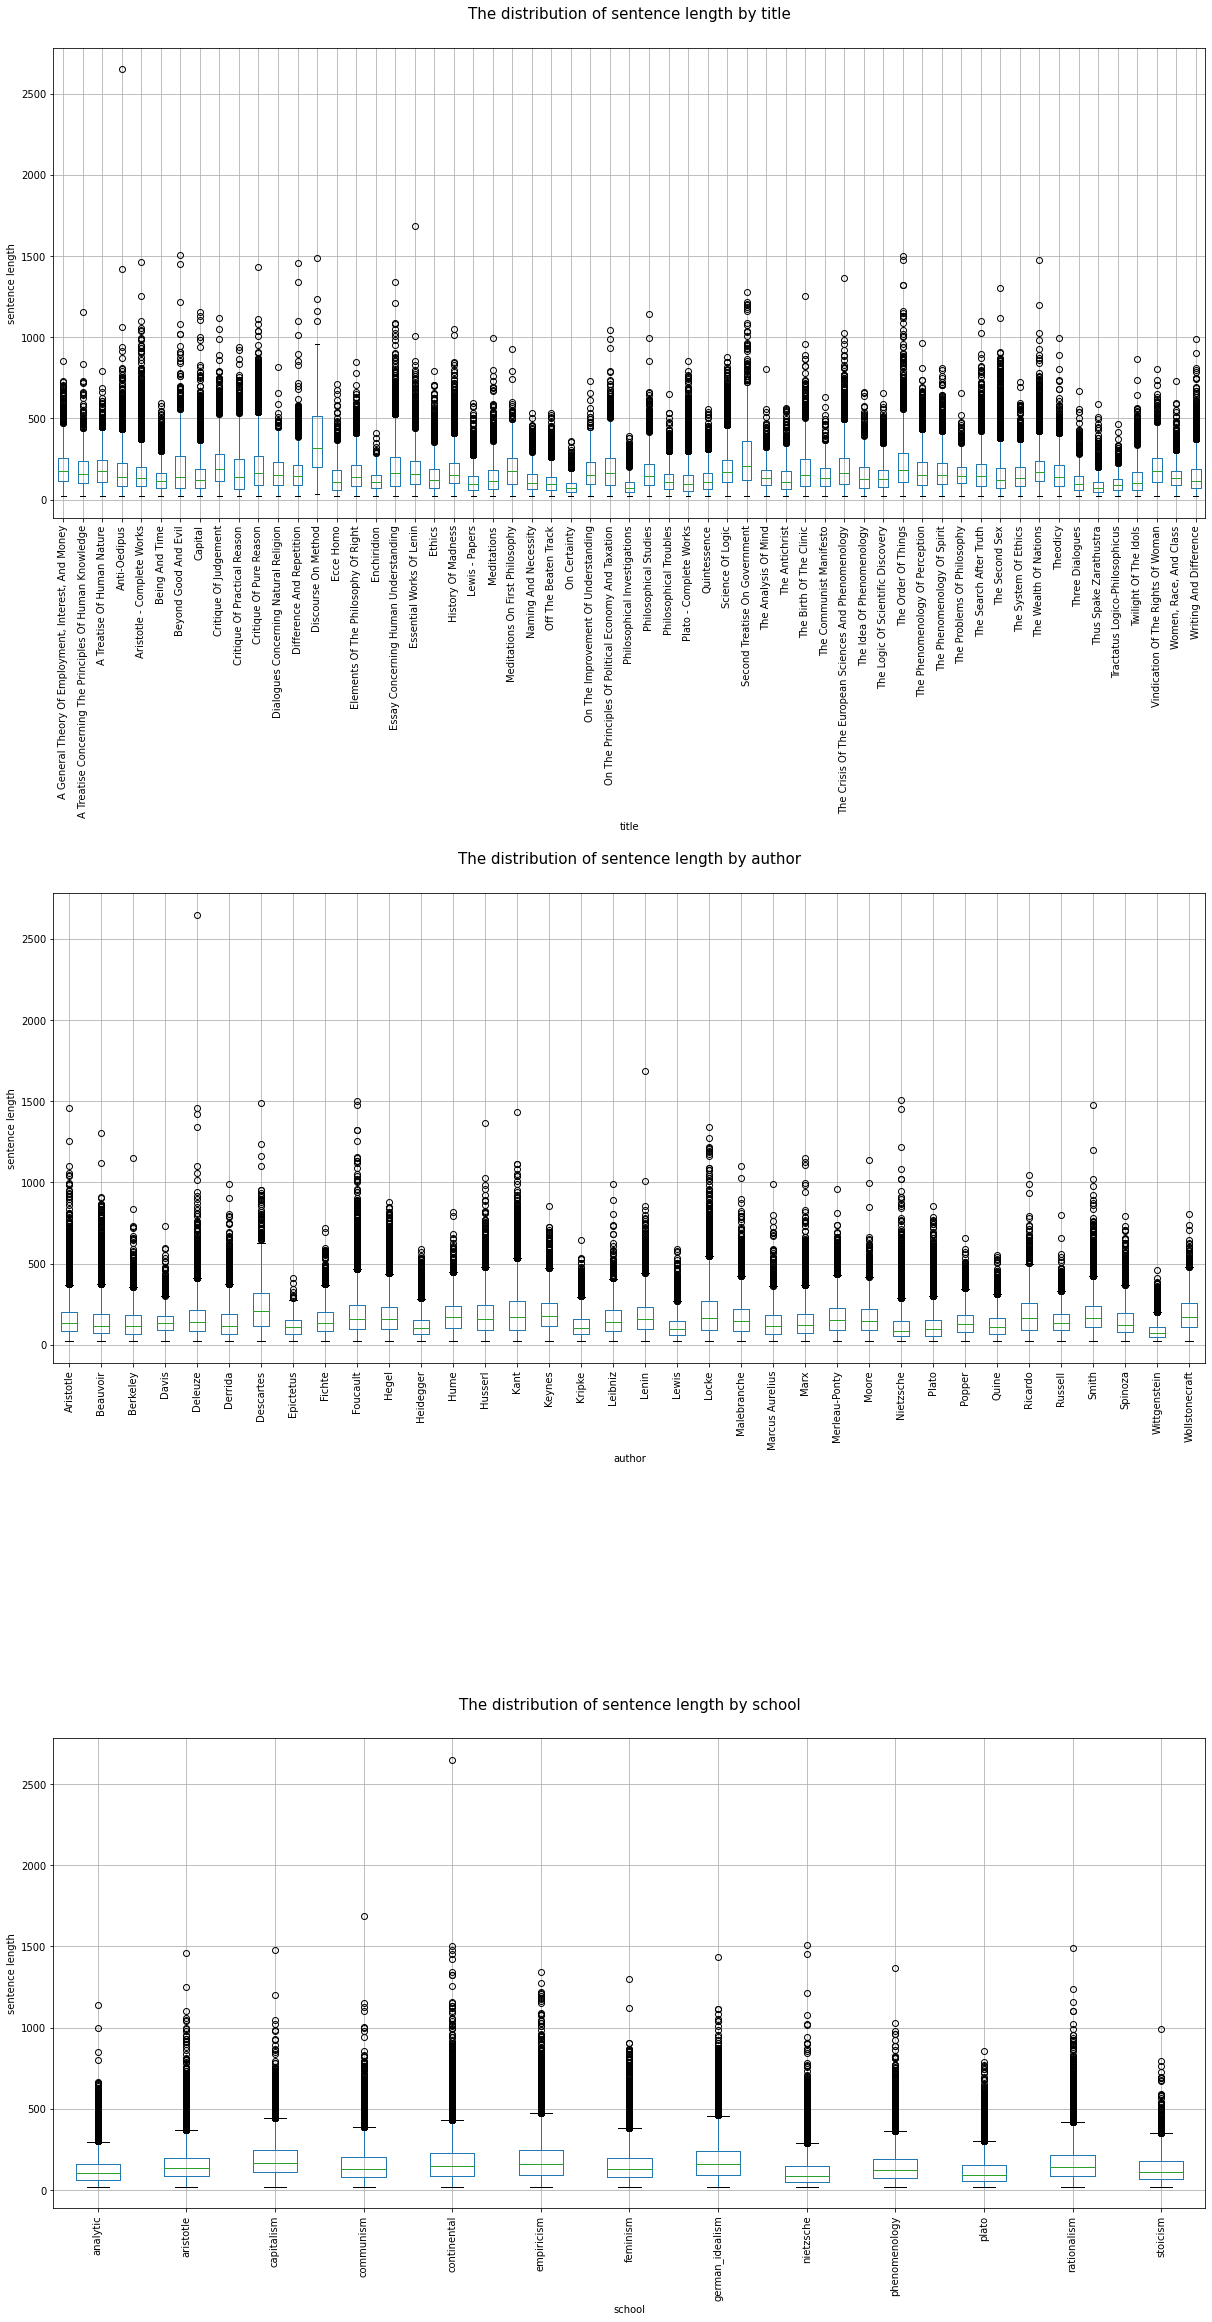 The distribution of sentence length by title
sentence length
2500
2000
1500
1000
500
0
A General Theory Of Employment, Interest, And Money
A Treatise Concerning The Principles Of Human Knowledge
A Treatise Of Human Nature
Anti-Oedipus
Aristotle - Complete Works
Being And Time
Beyond Good And Evil
Capital
Critique Of Judgement
Critique Of Practical Reason
Critique Of Pure Reason
Dialogues Concerning Natural Religion
Difference And Repetition
Discourse On Method
Ecce Homo
Elements Of The Philosophy Of Right
Enchiridion
Essay Concerning Human Understanding
Essential Works Of Lenin
Ethics
History Of Madness
Lewis - Papers
Meditations
Meditations On First Philosophy
Naming And Necessity
Off The Beaten Track
On Certainty
On The Improvement Of Understanding
On The Principles Of Political Economy And Taxation
Philosophical Investigations
Philosophical Studies
Philosophical Troubles
Plato - Complete Works
Quintessence
Science Of Logic
Second Treatise On Government
The Analysis Of Mind
The Antichrist
The Birth Of The Clinic
The Communist Manifesto
The Crisis Of The European Sciences And Phenomenology
The Idea Of Phenomenology
The Logic Of Scientific Discovery
The Order Of Things
The Phenomenology Of Perception
The Phenomenology Of Spirit
The Problems Of Philosophy
The Search After Truth
The Second Sex
The System Of Ethics
The Wealth Of Nations
Theodicy
Three Dialogues
Thus Spake Zarathustra
Tractatus Logico-Philosophicus
Twilight Of The Idols
Vindication Of The Rights Of Woman
Women, Race, And Class
Writing And Difference
title
The distribution of sentence length by author
sentence length
2500
2000
1500
1000
500
0
Aristotle
Beauvoir
Berkeley
Davis
Deleuze
Derrida
Descartes
Epictetus
Fichte
Foucault
Hegel
Heidegger
Hume
Husserl
Kant
Keynes
Kripke
Leibniz
Lenin
Lewis
Locke
Malebranche
Marcus Aurelius
Marx
Merleau-Ponty
Moore
Nietzsche
Plato
Popper
Quine
Ricardo
Russell
Smith
Spinoza
Wittgenstein
Wollstonecraft
author
The distribution of sentence length by school
sentence length
2500
2000
1500
1000
500
0
analytic
aristotle
capitalism
communism
continental
empiricism
feminism
german_idealism
nietzsche
phenomenology
plato
rationalism
stoicism
school